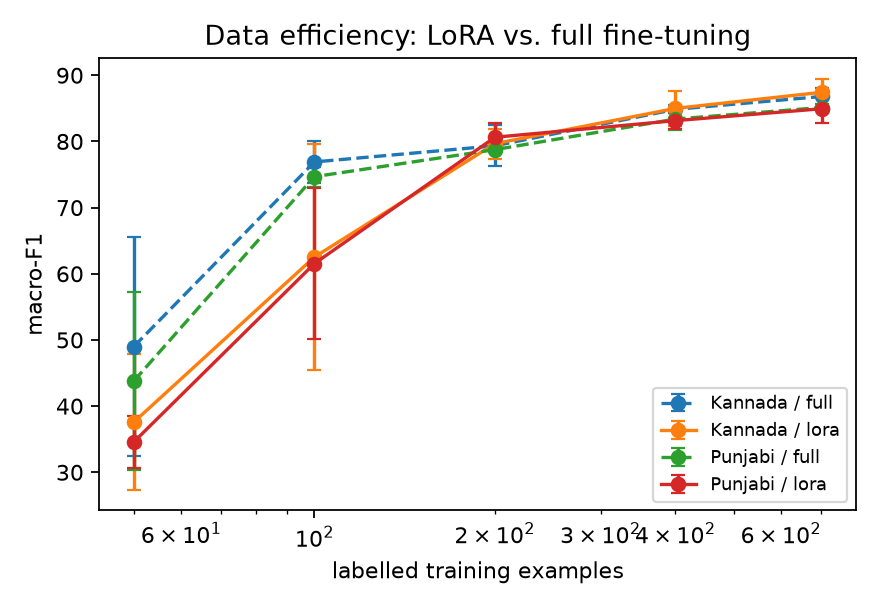 Data efficiency: LoRA vs. full fine-tuning
macro-F1
90
80
70
60
50
40
30
Kannada / full
Kannada / lora
Punjabi / full
Punjabi / lora
6 × 10¹
10²
2 × 10²
3 × 10²
4 × 10²
6 × 10²
labelled training examples